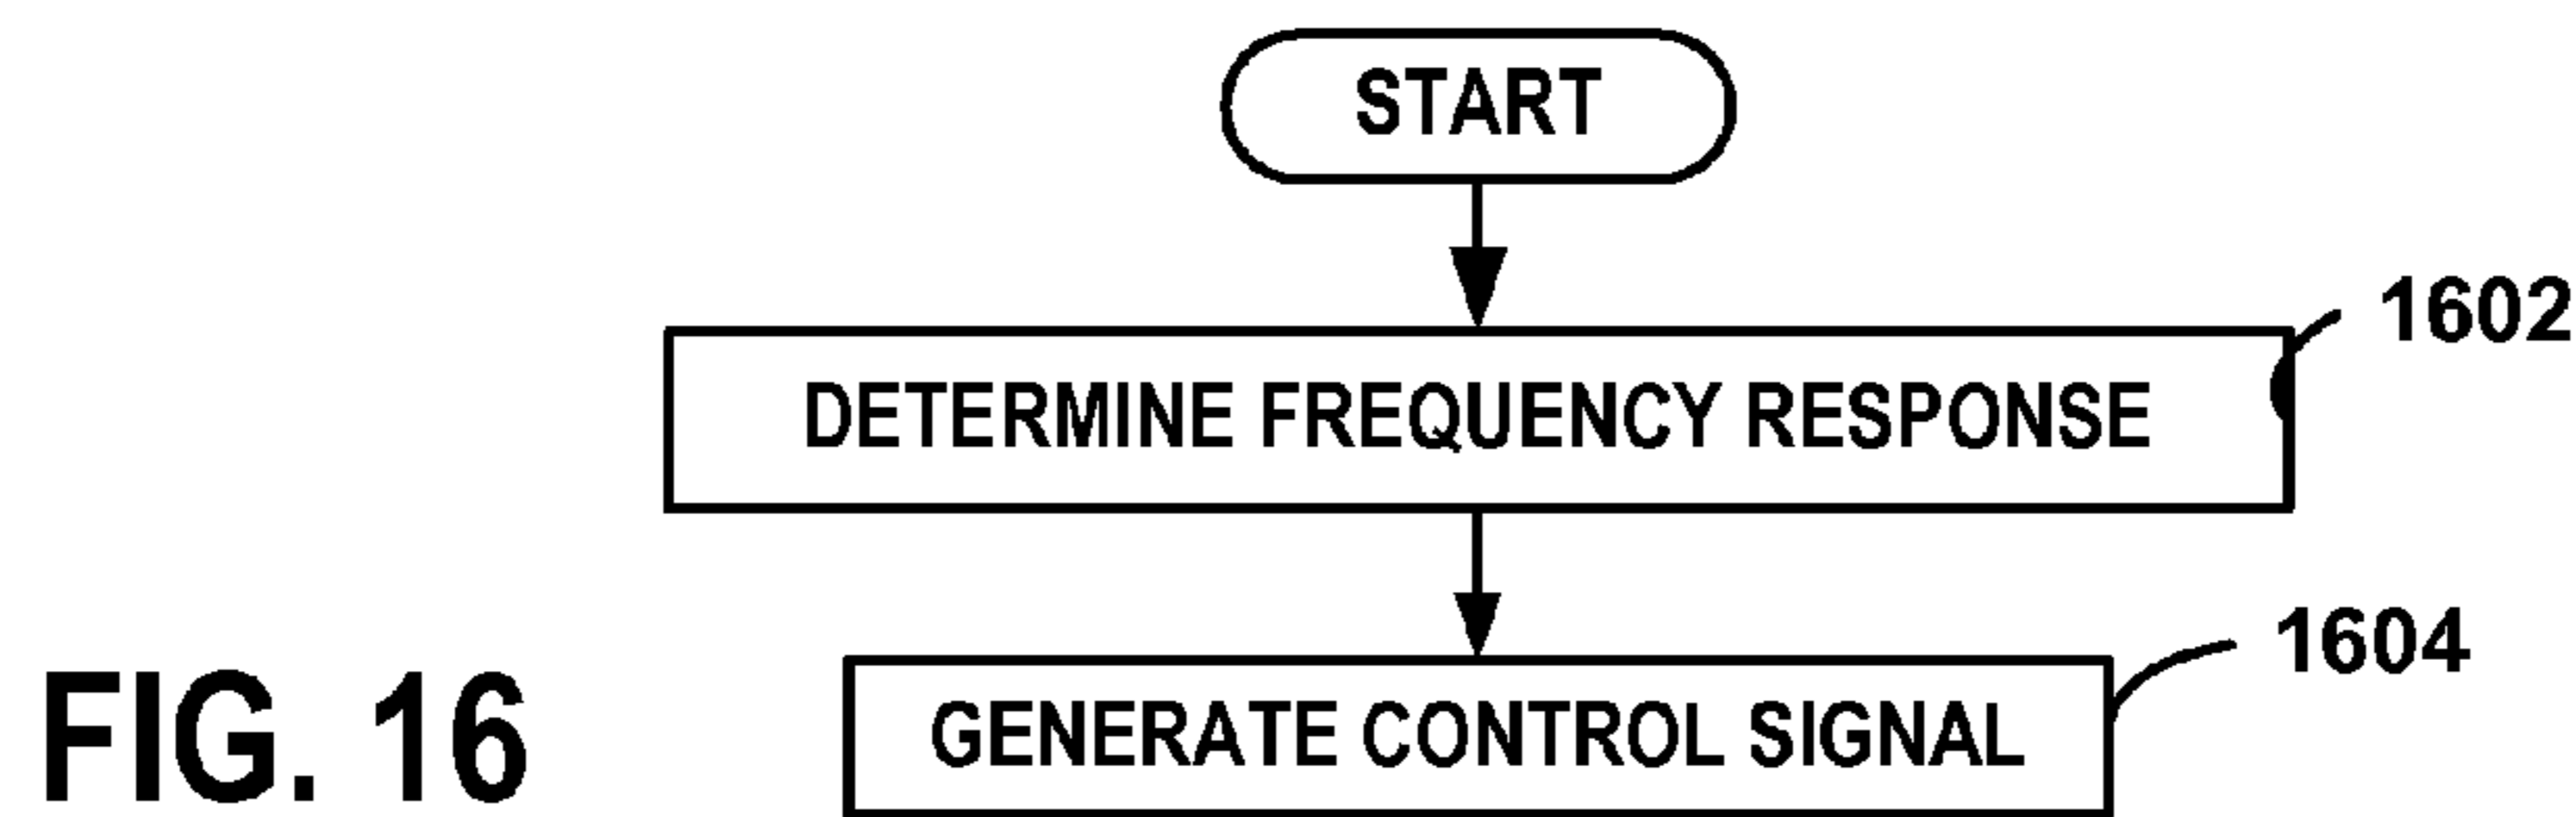 START
1602
DETERMINE FREQUENCY RESPONSE
1604
GENERATE CONTROL SIGNAL
FIG. 16